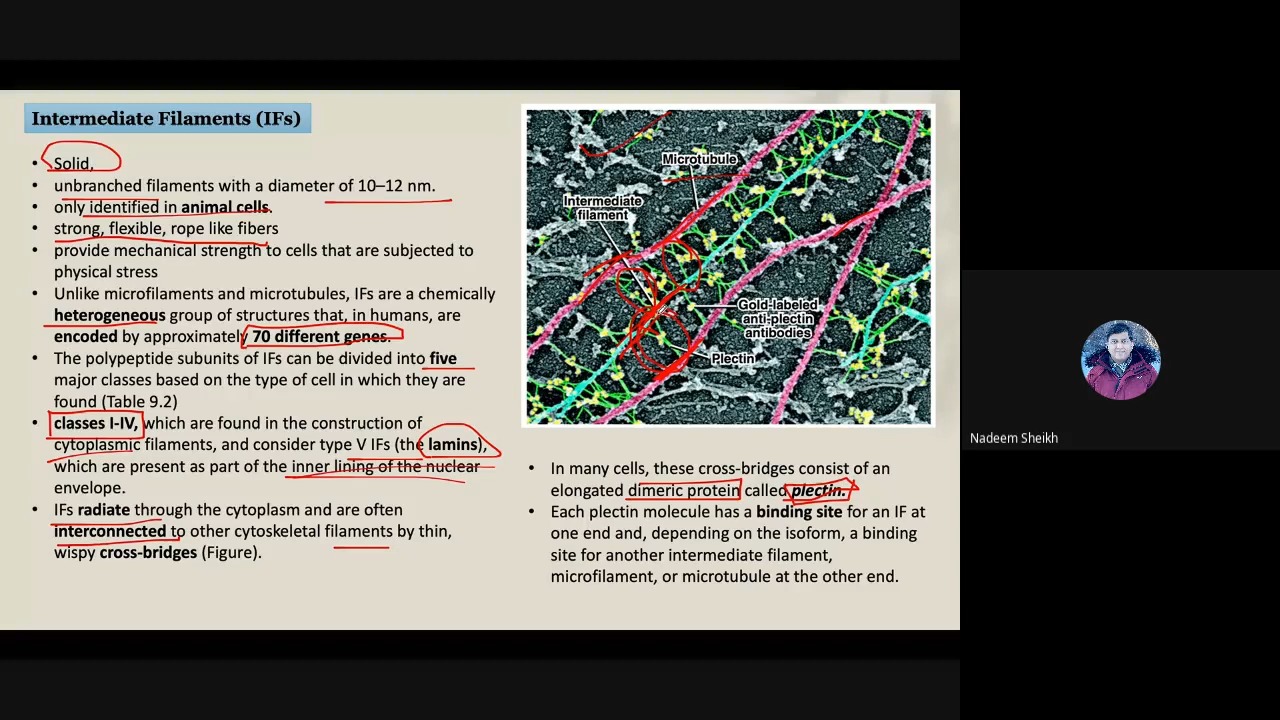 Intermediate Filaments (IFs)
• Solid,
• unbranched filaments with a diameter of 10–12 nm.
• only identified in animal cells.
• strong, flexible, rope like fibers
• provide mechanical strength to cells that are subjected to
physical stress
• Unlike microfilaments and microtubules, IFs are a chemically
heterogeneous group of structures that, in humans, are
encoded by approximately 70 different genes.
• The polypeptide subunits of IFs can be divided into five
major classes based on the type of cell in which they are
found (Table 9.2)
• classes I-IV, which are found in the construction of
cytoplasmic filaments, and consider type V IFs (the lamins),
which are present as part of the inner lining of the nuclear
envelope.
• IFs radiate through the cytoplasm and are often
interconnected to other cytoskeletal filaments by thin,
wispy cross-bridges (Figure).
Microtubule
Intermediate
filament
Gold-labeled
anti-plectin
antibodies
Plectin
• In many cells, these cross-bridges consist of an
elongated dimeric protein called plectin.
• Each plectin molecule has a binding site for an IF at
one end and, depending on the isoform, a binding
site for another intermediate filament,
microfilament, or microtubule at the other end.
Nadeem Sheikh